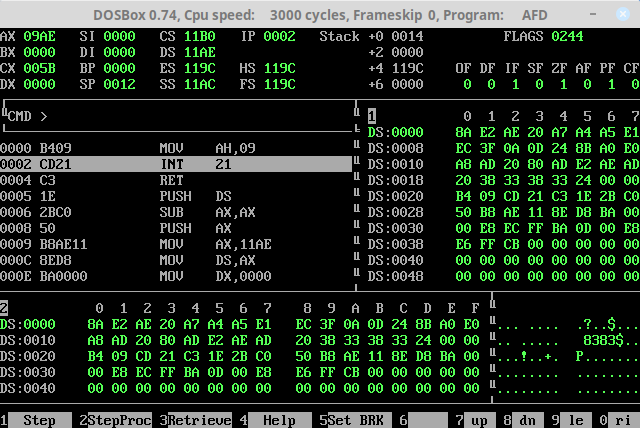 DOSBox 0.74, Cpu speed: 3000 cycles, Frameskip 0, Program: AFD
AX 09AE SI 0000 CS 11B0 IP 0002 Stack +0 0014 FLAGS 0244
BX 0000 DI 0000 DS 11AE +2 0000
CX 005B BP 0000 ES 119C HS 119C +4 119C OF DF IF SF ZF AF PF CF
DX 0000 SP 0012 SS 11AC FS 119C +6 0000 0 0 1 0 1 0 1 0
CMD >
1 0 1 2 3 4 5 6 7
DS:0000 8A E2 AE 20 A7 A4 A5 E1
DS:0008 EC 3F 0A 0D 24 8B A0 E0
DS:0010 A8 AD 20 80 AD E2 AE AD
DS:0018 20 38 33 38 33 24 00 00
DS:0020 B4 09 CD 21 C3 1E 2B C0
DS:0028 50 B8 AE 11 8E D8 BA 00
DS:0030 00 E8 EC FF BA 0D 00 E8
DS:0038 E6 FF CB 00 00 00 00 00
DS:0040 00 00 00 00 00 00 00 00
DS:0048 00 00 00 00 00 00 00 00
0000 B409 MOV AH,09
0002 CD21 INT 21
0004 C3 RET
0005 1E PUSH DS
0006 2BC0 SUB AX,AX
0008 50 PUSH AX
0009 B8AE11 MOV AX,11AE
000C 8ED8 MOV DS,AX
000E BA0000 MOV DX,0000
2 0 1 2 3 4 5 6 7 8 9 A B C D E F
DS:0000 8A E2 AE 20 A7 A4 A5 E1 EC 3F 0A 0D 24 8B A0 E0 ... .... .?..$...
DS:0010 A8 AD 20 80 AD E2 AE AD 20 38 33 38 33 24 00 00 .. ..... 8383$..
DS:0020 B4 09 CD 21 C3 1E 2B C0 50 B8 AE 11 8E D8 BA 00 ...!..+. P.......
DS:0030 00 E8 EC FF BA 0D 00 E8 E6 FF CB 00 00 00 00 00 ........ ........
DS:0040 00 00 00 00 00 00 00 00 00 00 00 00 00 00 00 00 ........ ........
1 Step 2 StepProc 3 Retrieve 4 Help 5 Set BRK 6 7 up 8 dn 9 le 0 ri